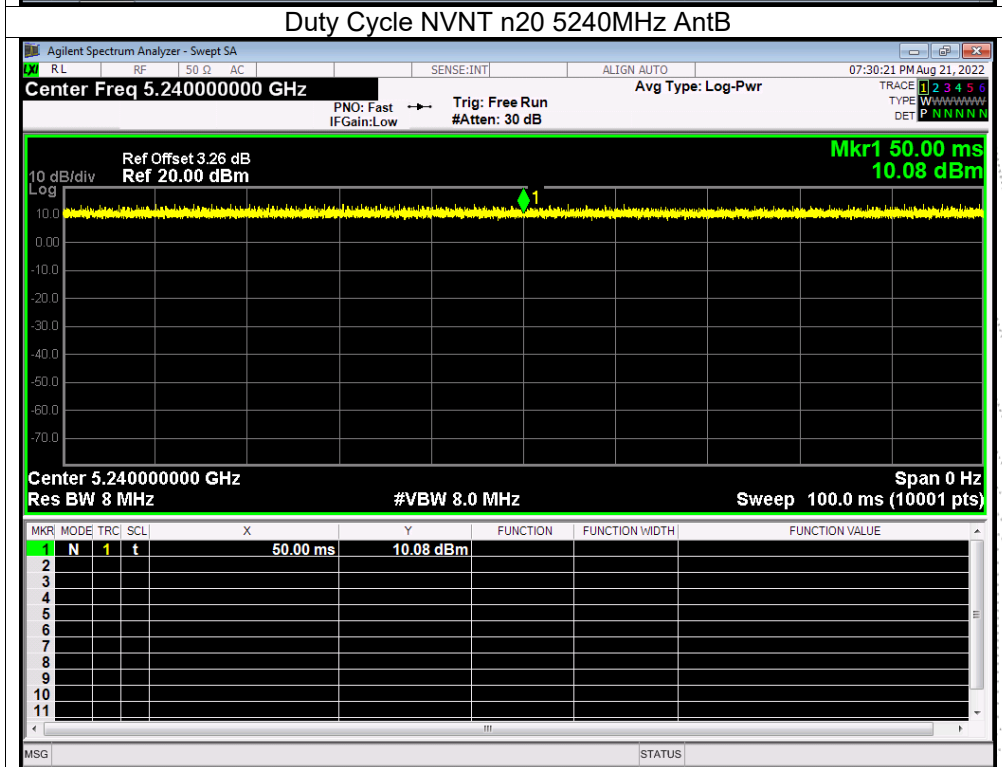 Duty Cycle NVNT n20 5240MHz AntB
Agilent Spectrum Analyzer - Swept SA
LXI RL RF 50 Ω AC SENSE:INT ALIGN AUTO 07:30:21 PM Aug 21, 2022
Center Freq 5.240000000 GHz Avg Type: Log-Pwr TRACE 1 2 3 4 5 6
PNO: Fast Trig: Free Run TYPE W W W W W W
IFGain:Low #Atten: 30 dB DET P N N N N N
Mkr1 50.00 ms
Ref Offset 3.26 dB
10 dB/div Ref 20.00 dBm 10.08 dBm
Log
1
10.0
0.00
-10.0
-20.0
-30.0
-40.0
-50.0
-60.0
-70.0
Center 5.240000000 GHz Span 0 Hz
Res BW 8 MHz #VBW 8.0 MHz Sweep 100.0 ms (10001 pts)
MKR MODE TRC SCL X Y FUNCTION FUNCTION WIDTH FUNCTION VALUE
1 N 1 t 50.00 ms 10.08 dBm
2
3
4
5
6
7
8
9
10
11
MSG STATUS